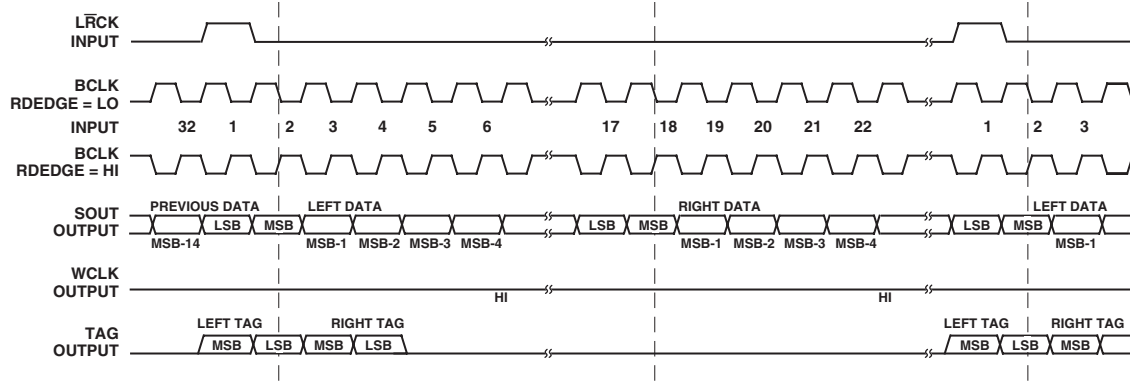 LR̅CK
INPUT
BCLK
RDEDGE = LO
INPUT
32 1 2 3 4 5 6 17 18 19 20 21 22 1 2 3
BCLK
RDEDGE = HI
SOUT
OUTPUT
PREVIOUS DATA LEFT DATA RIGHT DATA LEFT DATA
LSB MSB LSB MSB LSB MSB
MSB-14 MSB-1 MSB-2 MSB-3 MSB-4 MSB-1 MSB-2 MSB-3 MSB-4 MSB-1
WCLK
OUTPUT
HI HI
TAG
OUTPUT
LEFT TAG RIGHT TAG LEFT TAG RIGHT TAG
MSB LSB MSB LSB MSB LSB MSB